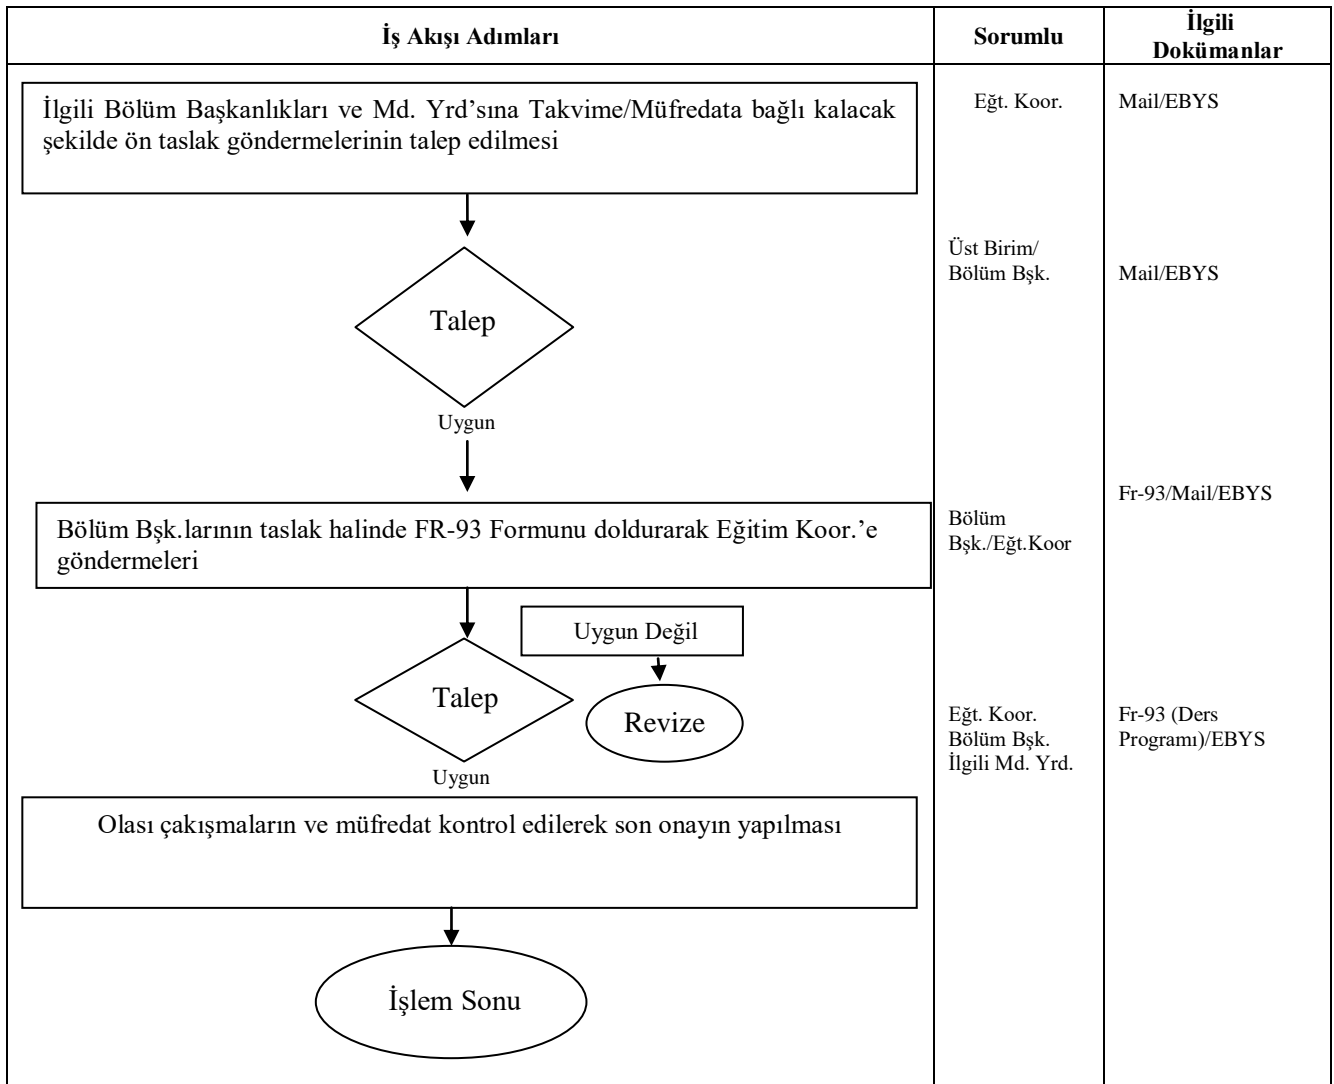 İş Akışı Adımları
Sorumlu
İlgili
Dokümanlar
İlgili Bölüm Başkanlıkları ve Md. Yrd’sına Takvime/Müfredata bağlı kalacak
şekilde ön taslak göndermelerinin talep edilmesi
Eğt. Koor.
Mail/EBYS
Talep
Üst Birim/
Bölüm Bşk.
Mail/EBYS
Uygun
Bölüm Bşk.larının taslak halinde FR-93 Formunu doldurarak Eğitim Koor.’e
göndermeleri
Bölüm
Bşk./Eğt.Koor
Fr-93/Mail/EBYS
Uygun Değil
Talep
Revize
Eğt. Koor.
Bölüm Bşk.
İlgili Md. Yrd.
Fr-93 (Ders
Programı)/EBYS
Uygun
Olası çakışmaların ve müfredat kontrol edilerek son onayın yapılması
İşlem Sonu